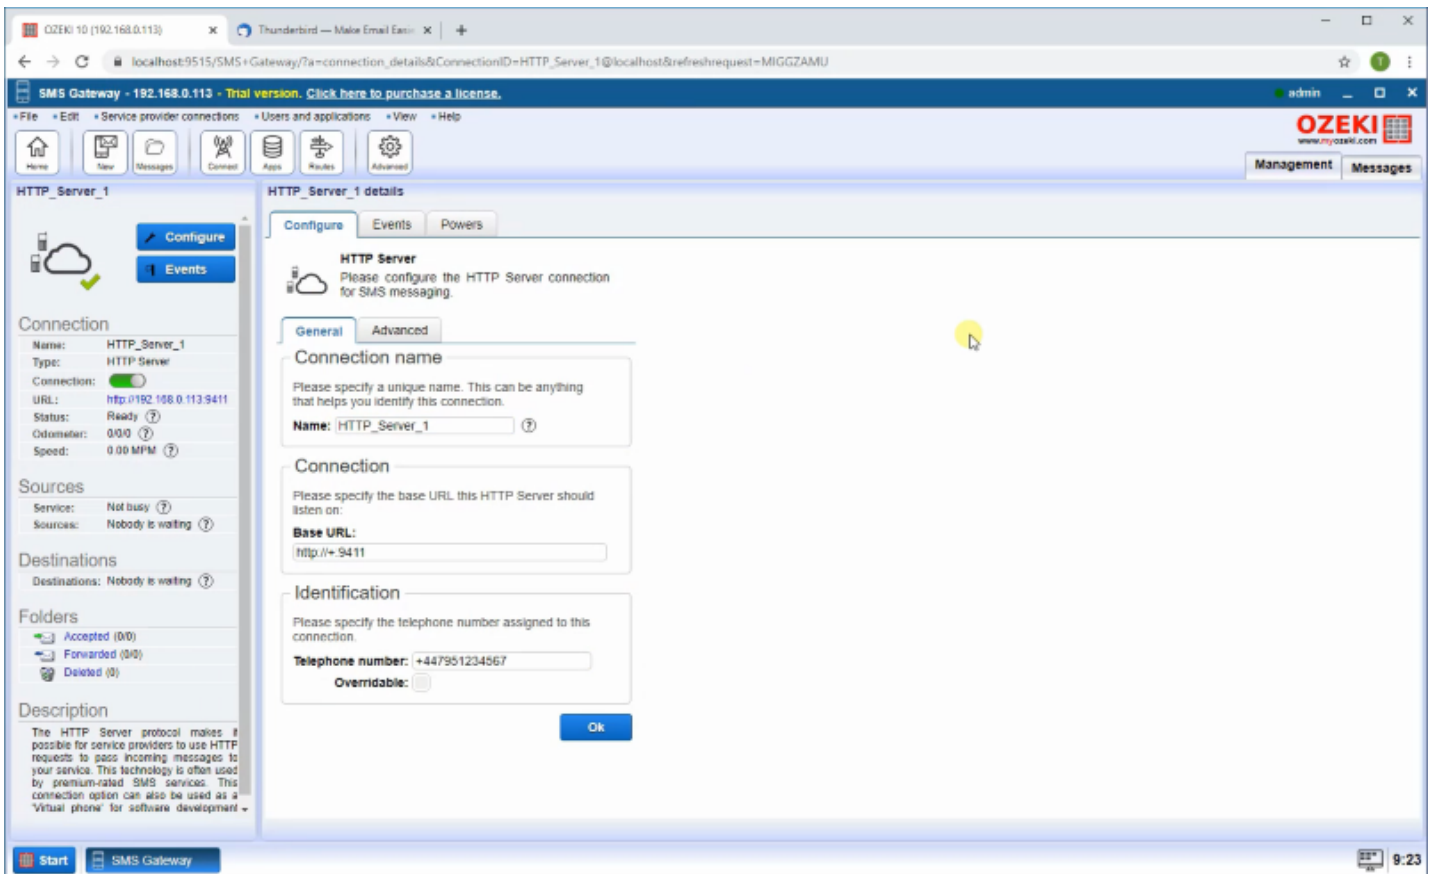 OZEKI 10 (192.168.0.113)
Thunderbird — Make Email Easi
localhost:9515/SMS+Gateway/?a=connection_details&ConnectionID=HTTP_Server_1@localhost&refreshrequest=MIGGZAMU
T
SMS Gateway - 192.168.0.113 - Trial version. Click here to purchase a license.
admin
File Edit Service provider connections Users and applications View Help
OZEKI
www.myozeki.com
Home New Messages Connect Apps Routes Advanced
Management Messages
HTTP_Server_1
Configure
Events
Connection
Name: HTTP_Server_1
Type: HTTP Server
Connection:
URL: http://192.168.0.113:9411
Status: Ready (?)
Odometer: 0/0/0 (?)
Speed: 0.00 MPM (?)
Sources
Service: Not busy (?)
Sources: Nobody is waiting (?)
Destinations
Destinations: Nobody is waiting (?)
Folders
Accepted (0/0)
Forwarded (0/0)
Deleted (0)
Description
The HTTP Server protocol makes it
possible for service providers to use HTTP
requests to pass incoming messages to
your service. This technology is often used
by premium-rated SMS services. This
connection option can also be used as a
'Virtual phone' for software development
HTTP_Server_1 details
Configure Events Powers
HTTP Server
Please configure the HTTP Server connection
for SMS messaging.
General Advanced
Connection name
Please specify a unique name. This can be anything
that helps you identify this connection.
Name: HTTP_Server_1 (?)
Connection
Please specify the base URL this HTTP Server should
listen on:
Base URL:
http://+:9411
Identification
Please specify the telephone number assigned to this
connection.
Telephone number: +447951234567
Overridable:
Ok
Start
SMS Gateway
9:23